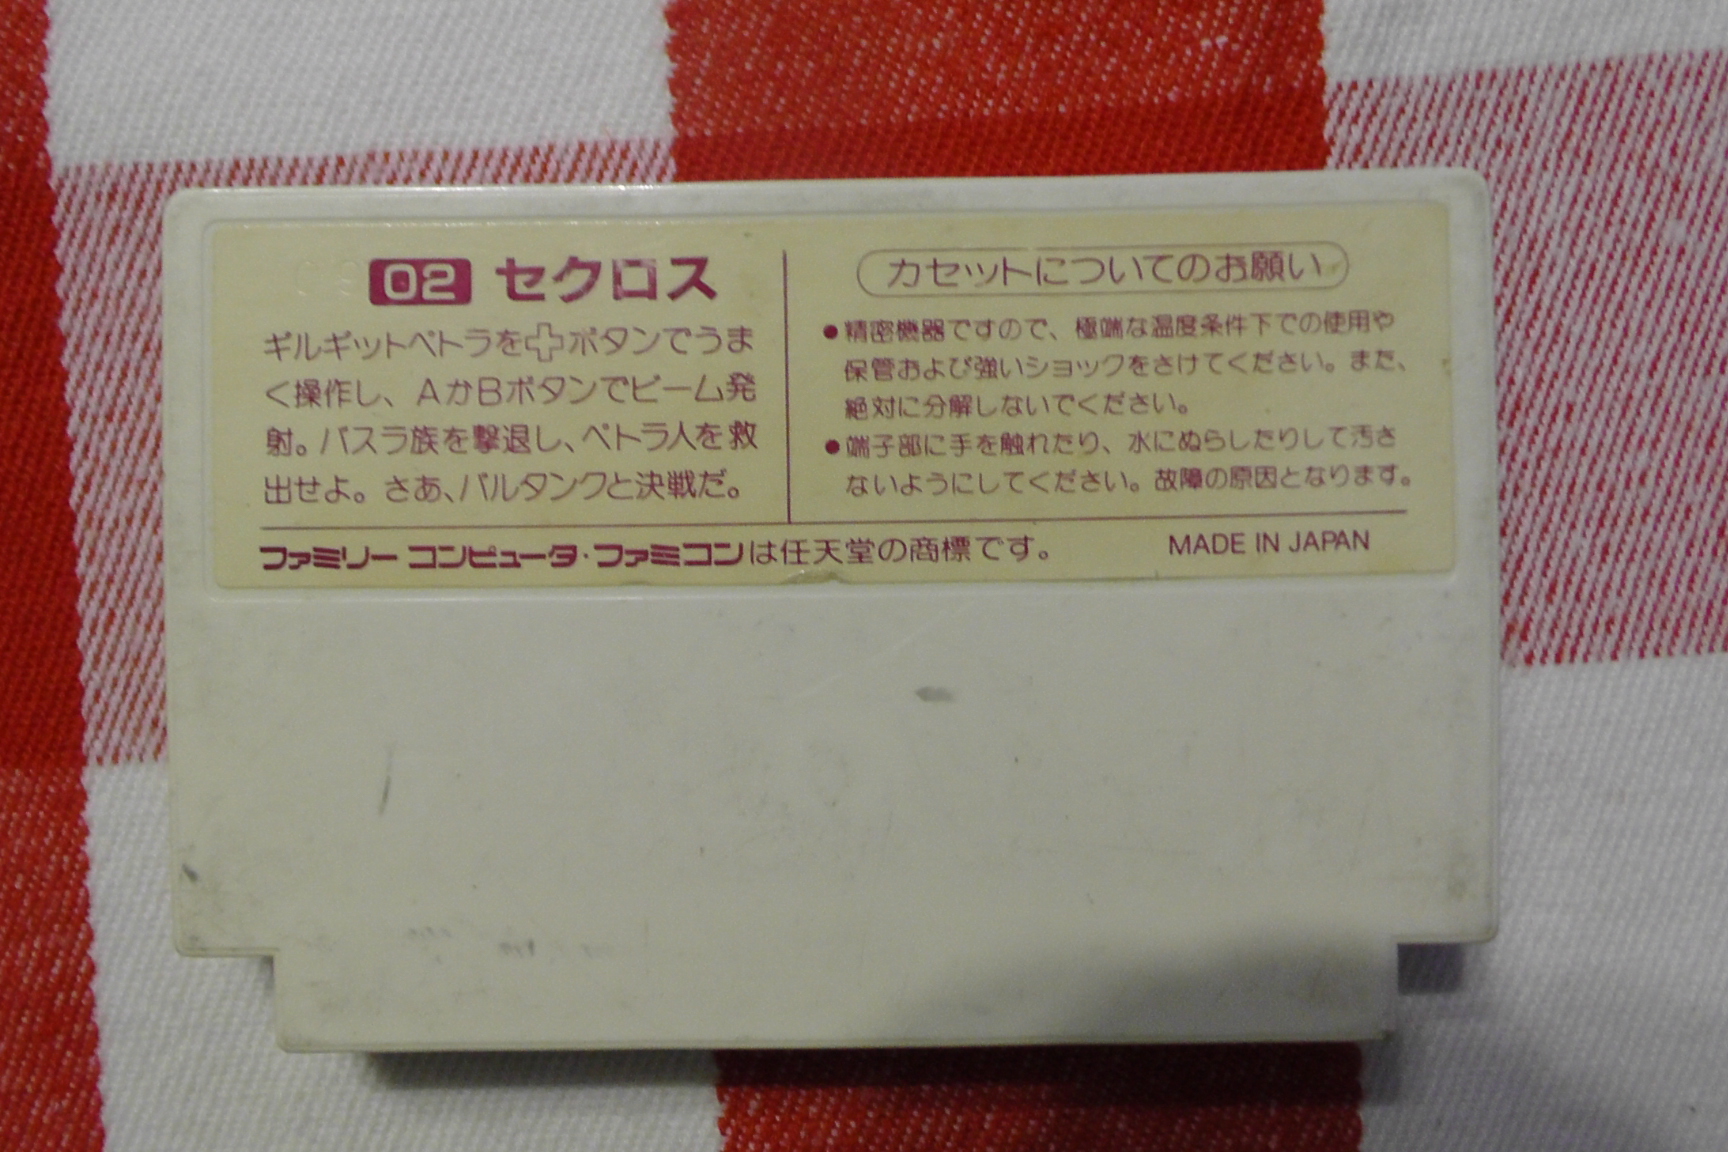 02 セクロス
ギルギットペトラを✚ボタンでうま
く操作し、AかBボタンでビーム発
射。バスラ族を撃退し、ペトラ人を救
出せよ。さあ、バルタンクと決戦だ。
カセットについてのお願い
●精密機器ですので、極端な温度条件下での使用や
保管および強いショックをさけてください。また、
絶対に分解しないでください。
●端子部に手を触れたり、水にぬらしたりして汚さ
ないようにしてください。故障の原因となります。
ファミリーコンピュータ・ファミコンは任天堂の商標です。
MADE IN JAPAN